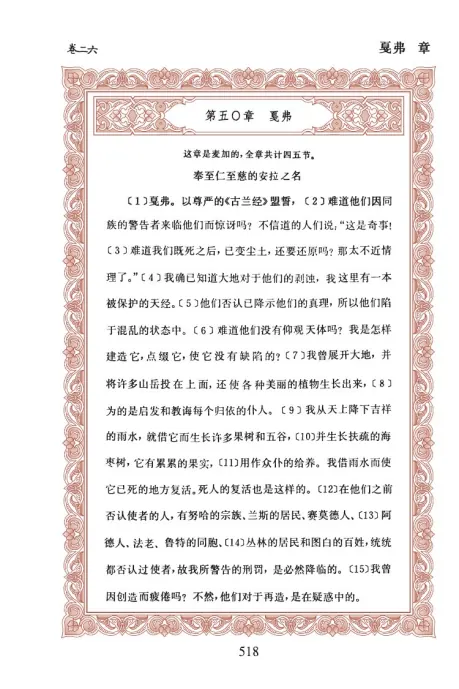 卷二六
戛弗 章
第五〇章 戛弗
这章是麦加的，全章共计四五节。
奉至仁至慈的安拉之名
〔1〕戛弗。以尊严的《古兰经》盟誓，〔2〕难道他们因同
族的警告者来临他们而惊讶吗？不信道的人们说，“这是奇事！
〔3〕难道我们既死之后，已变尘土，还要还原吗？那太不近情
理了。”〔4〕我确已知道大地对于他们的剥蚀，我这里有一本
被保护的天经。〔5〕他们否认已降示他们的真理，所以他们陷
于混乱的状态中。〔6〕难道他们没有仰观天体吗？我是怎样
建造它，点缀它，使它没有缺陷的？〔7〕我曾展开大地，并
将许多山岳投在上面，还使各种美丽的植物生长出来，〔8〕
为的是启发和教诲每个归依的仆人。〔9〕我从天上降下吉祥
的雨水，就借它而生长许多果树和五谷，〔10〕并生长扶疏的海
枣树，它有累累的果实，〔11〕用作众仆的给养。我借雨水而使
它已死的地方复活。死人的复活也是这样的。〔12〕在他们之前
否认使者的人，有努哈的宗族、兰斯的居民、赛莫德人、〔13〕阿
德人、法老、鲁特的同胞、〔14〕丛林的居民和图白的百姓，统统
都否认过使者，故我所警告的刑罚，是必然降临的。〔15〕我曾
因创造而疲倦吗？不然，他们对于再造，是在疑惑中的。
518